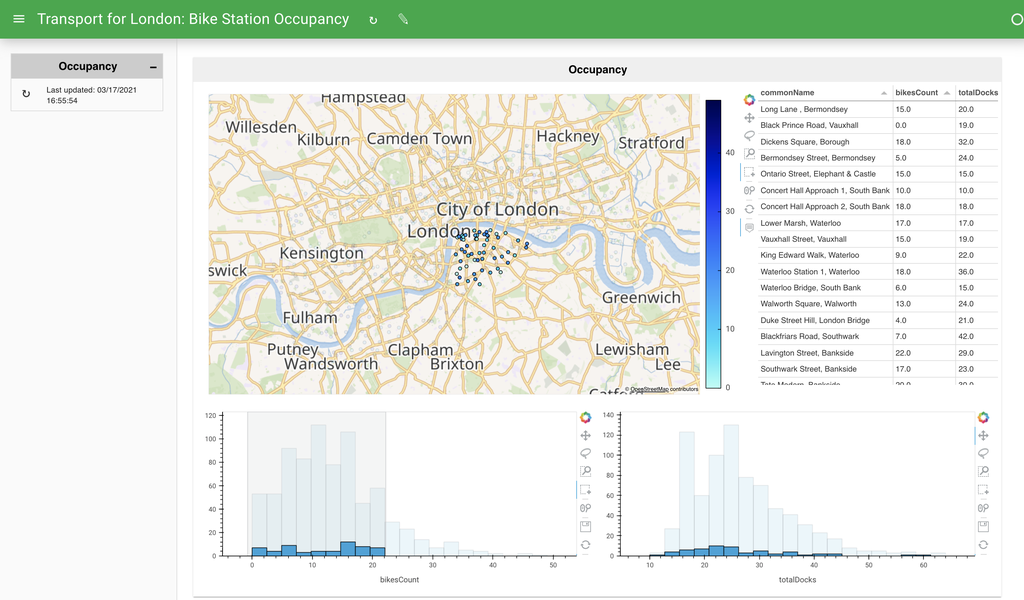 Transport for London: Bike Station Occupancy
Occupancy –
Last updated: 03/17/2021
16:55:54
Occupancy
Hampstead
Willesden
Kilburn
Camden Town
Hackney
Stratford
City of London
London
Kensington
swick
Greenwich
Fulham
Putney
Clapham
Lewisham
Wandsworth
Brixton
Lee
© OpenStreetMap contributors
40
30
20
10
0
commonName bikesCount totalDocks
Long Lane , Bermondsey 15.0 20.0
Black Prince Road, Vauxhall 0.0 19.0
Dickens Square, Borough 18.0 32.0
Bermondsey Street, Bermondsey 5.0 24.0
Ontario Street, Elephant & Castle 15.0 15.0
Concert Hall Approach 1, South Bank 10.0 10.0
Concert Hall Approach 2, South Bank 18.0 18.0
Lower Marsh, Waterloo 17.0 17.0
Vauxhall Street, Vauxhall 15.0 19.0
King Edward Walk, Waterloo 9.0 22.0
Waterloo Station 1, Waterloo 18.0 36.0
Waterloo Bridge, South Bank 6.0 15.0
Walworth Square, Walworth 13.0 24.0
Duke Street Hill, London Bridge 4.0 21.0
Blackfriars Road, Southwark 7.0 42.0
Lavington Street, Bankside 22.0 29.0
Southwark Street, Bankside 17.0 23.0
120
100
80
60
40
20
0
0 10 20 30 40 50
bikesCount
140
120
100
80
60
40
20
0
10 20 30 40 50 60
totalDocks